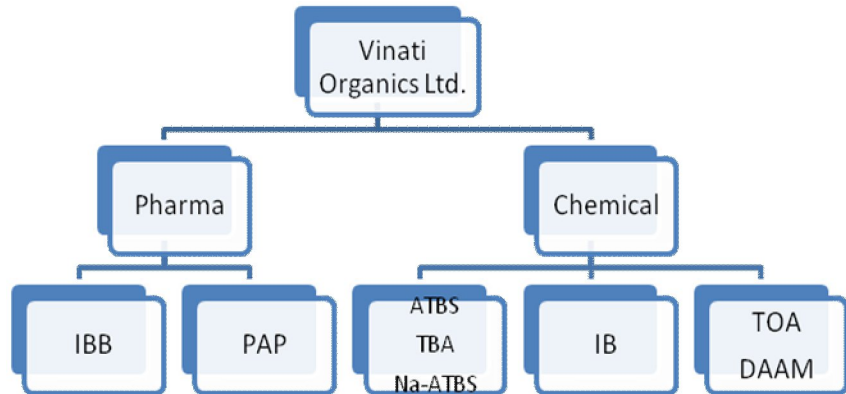 Vinati
Organics Ltd.
Pharma
Chemical
IBB
PAP
ATBS
TBA
Na-ATBS
IB
TOA
DAAM